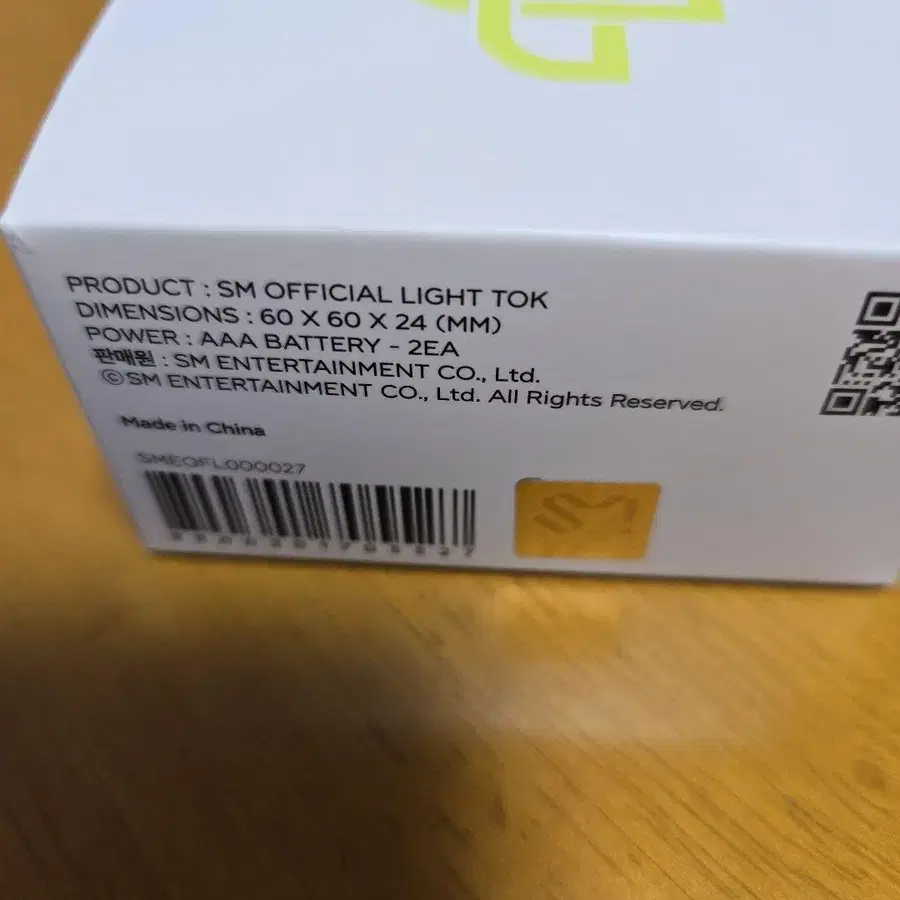 PRODUCT : SM OFFICIAL LIGHT TOK
DIMENSIONS : 60 X 60 X 24 (MM)
POWER : AAA BATTERY - 2EA
판매원 : SM ENTERTAINMENT CO., Ltd.
©SM ENTERTAINMENT CO., Ltd. All Rights Reserved.
Made in China
SMEOFL000027
SM